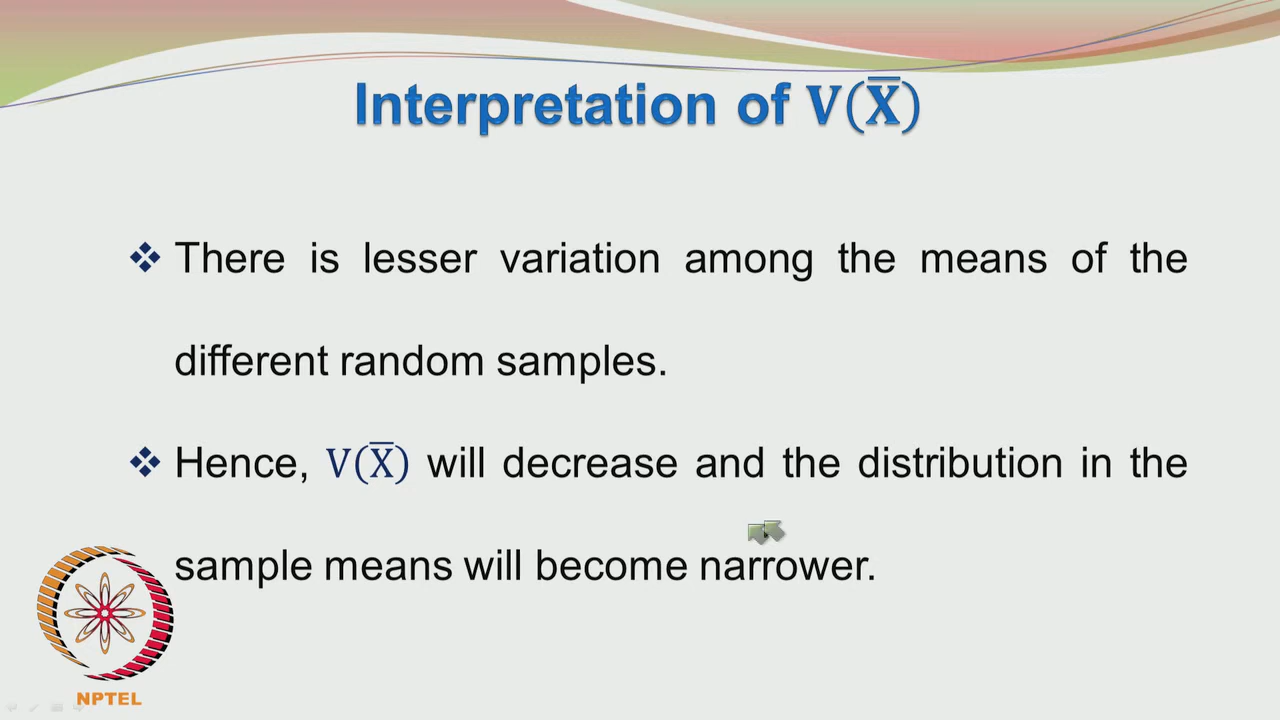 Interpretation of V(X̅)
❖ There is lesser variation among the means of the
different random samples.
❖ Hence, V(X̅) will decrease and the distribution in the
sample means will become narrower.
NPTEL